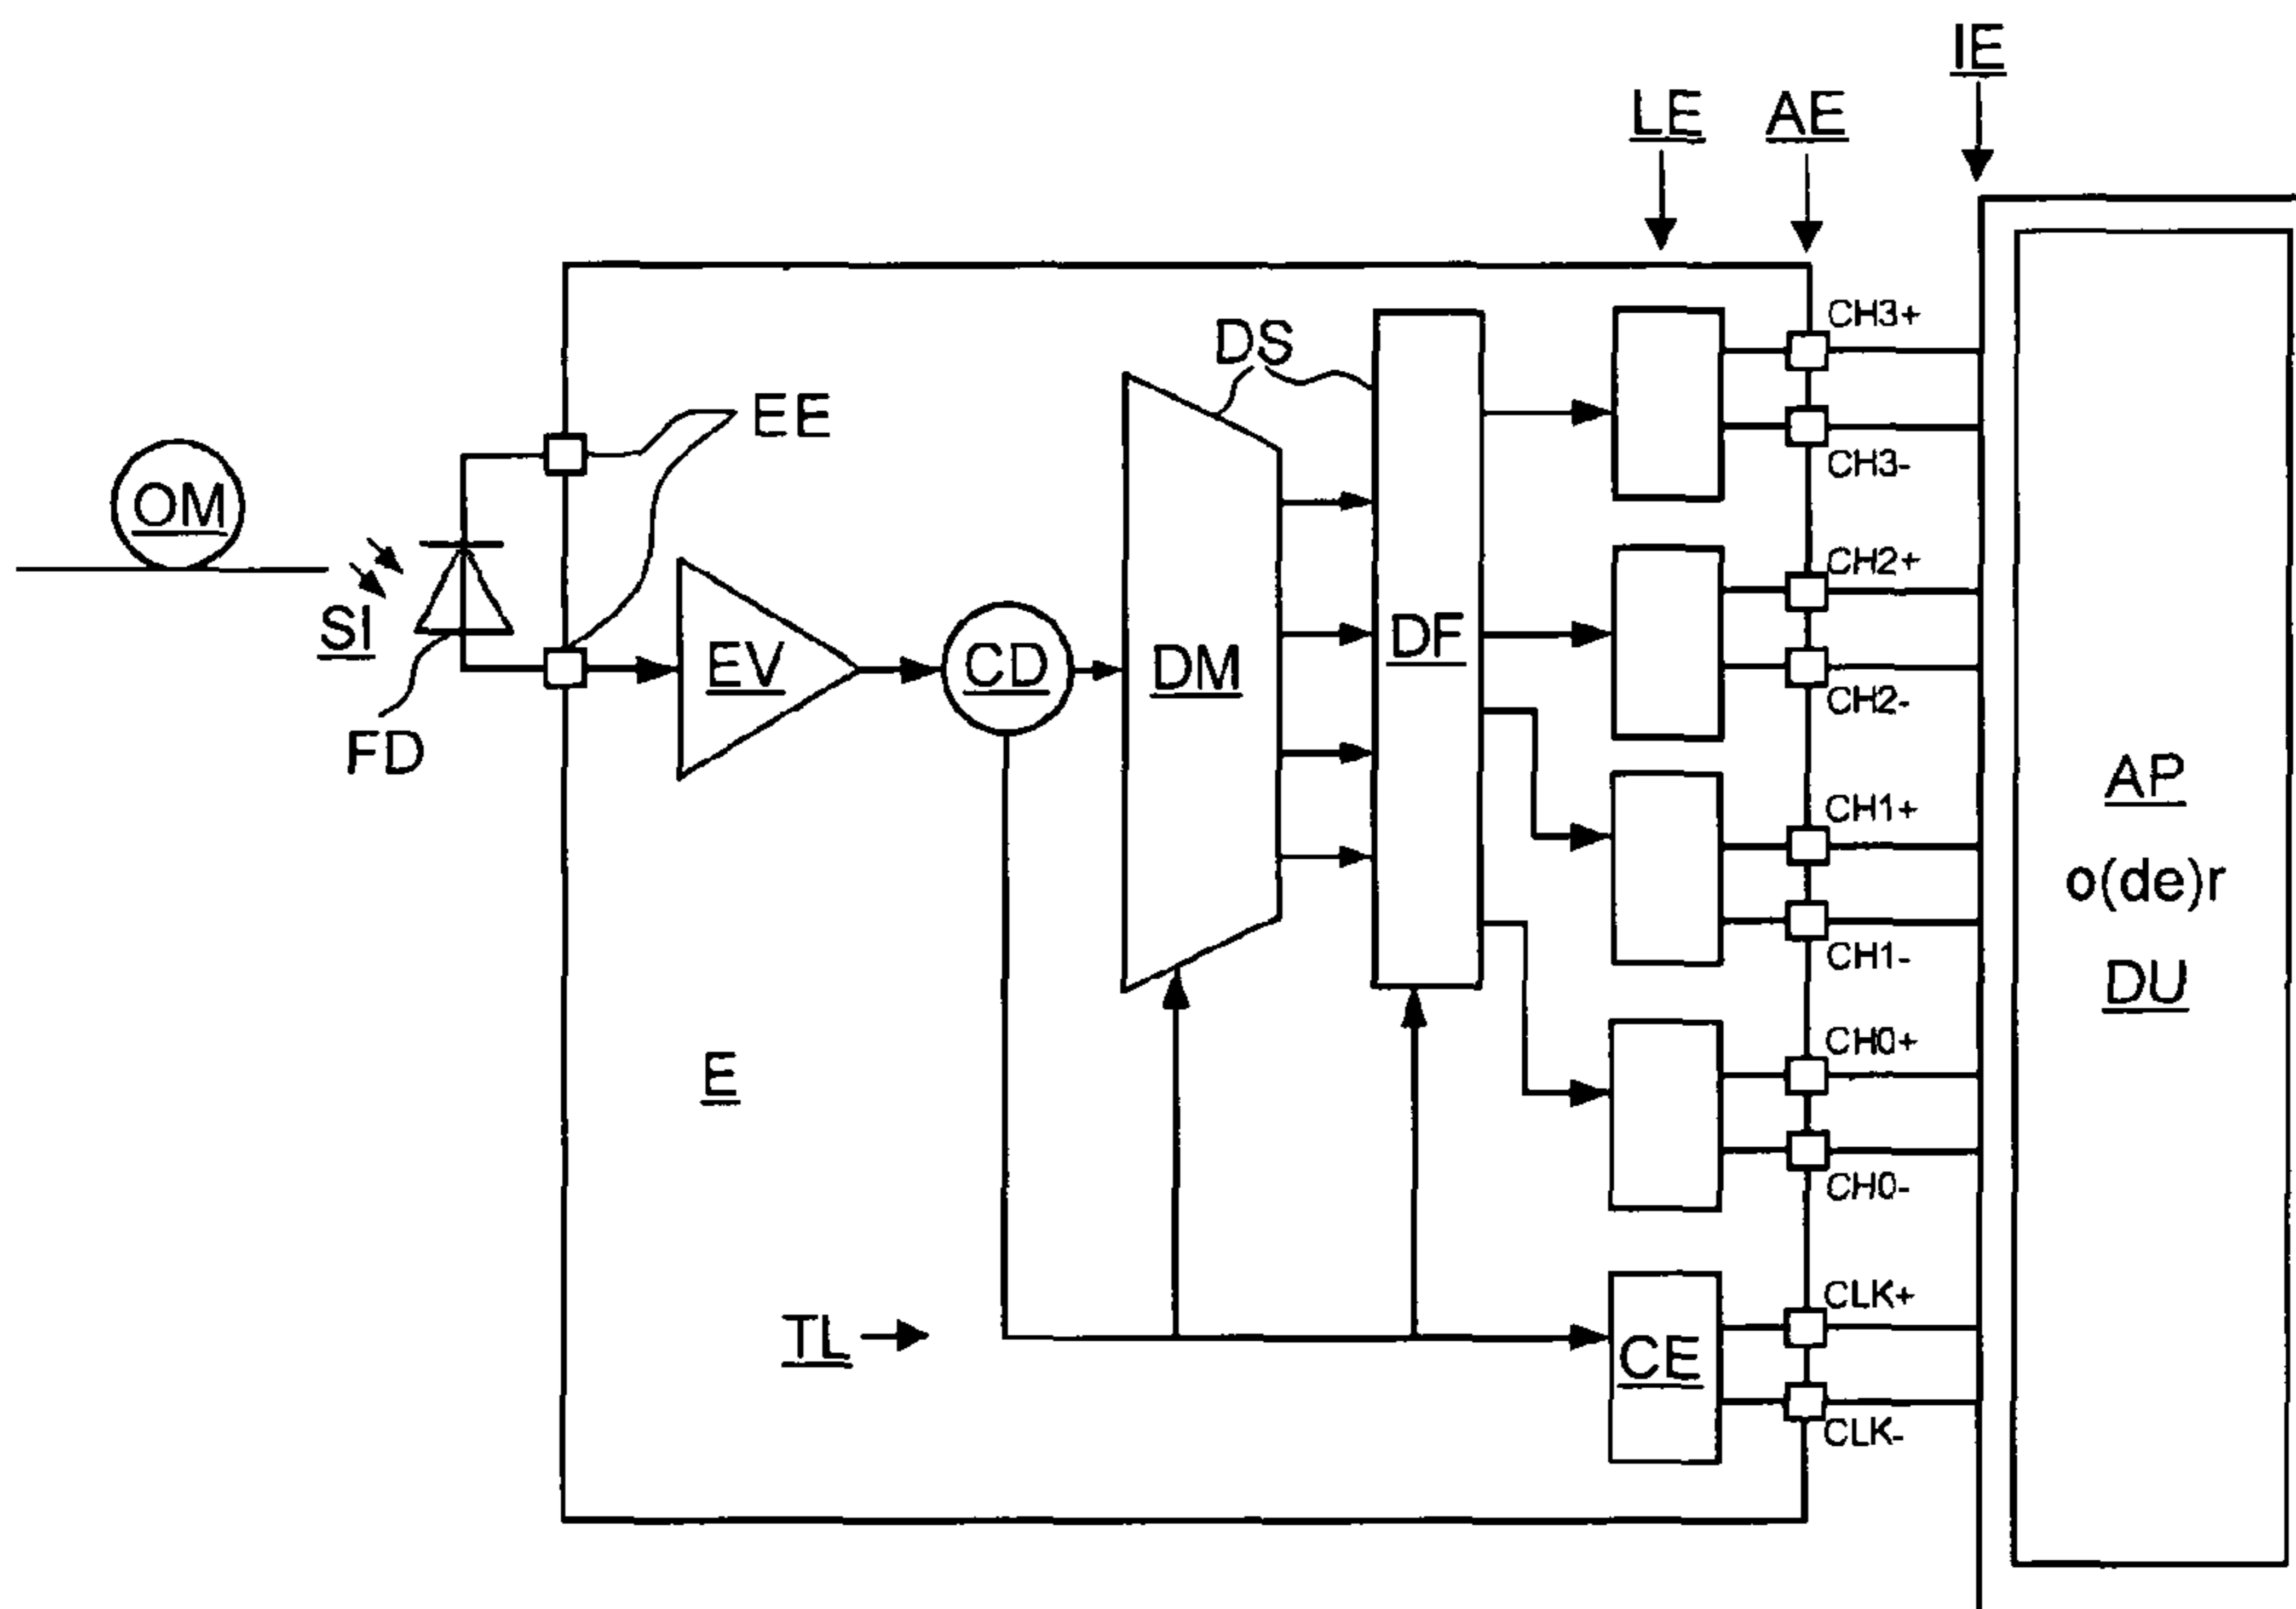 IE
LE
AE
CH3+
DS
EE
CH3-
OM
CH2+
SI
EV
CD
DM
DF
CH2-
FD
AP
CH1+
o(de)r
CH1-
DU
CH0+
E
CH0-
CLK+
TL
CE
CLK-